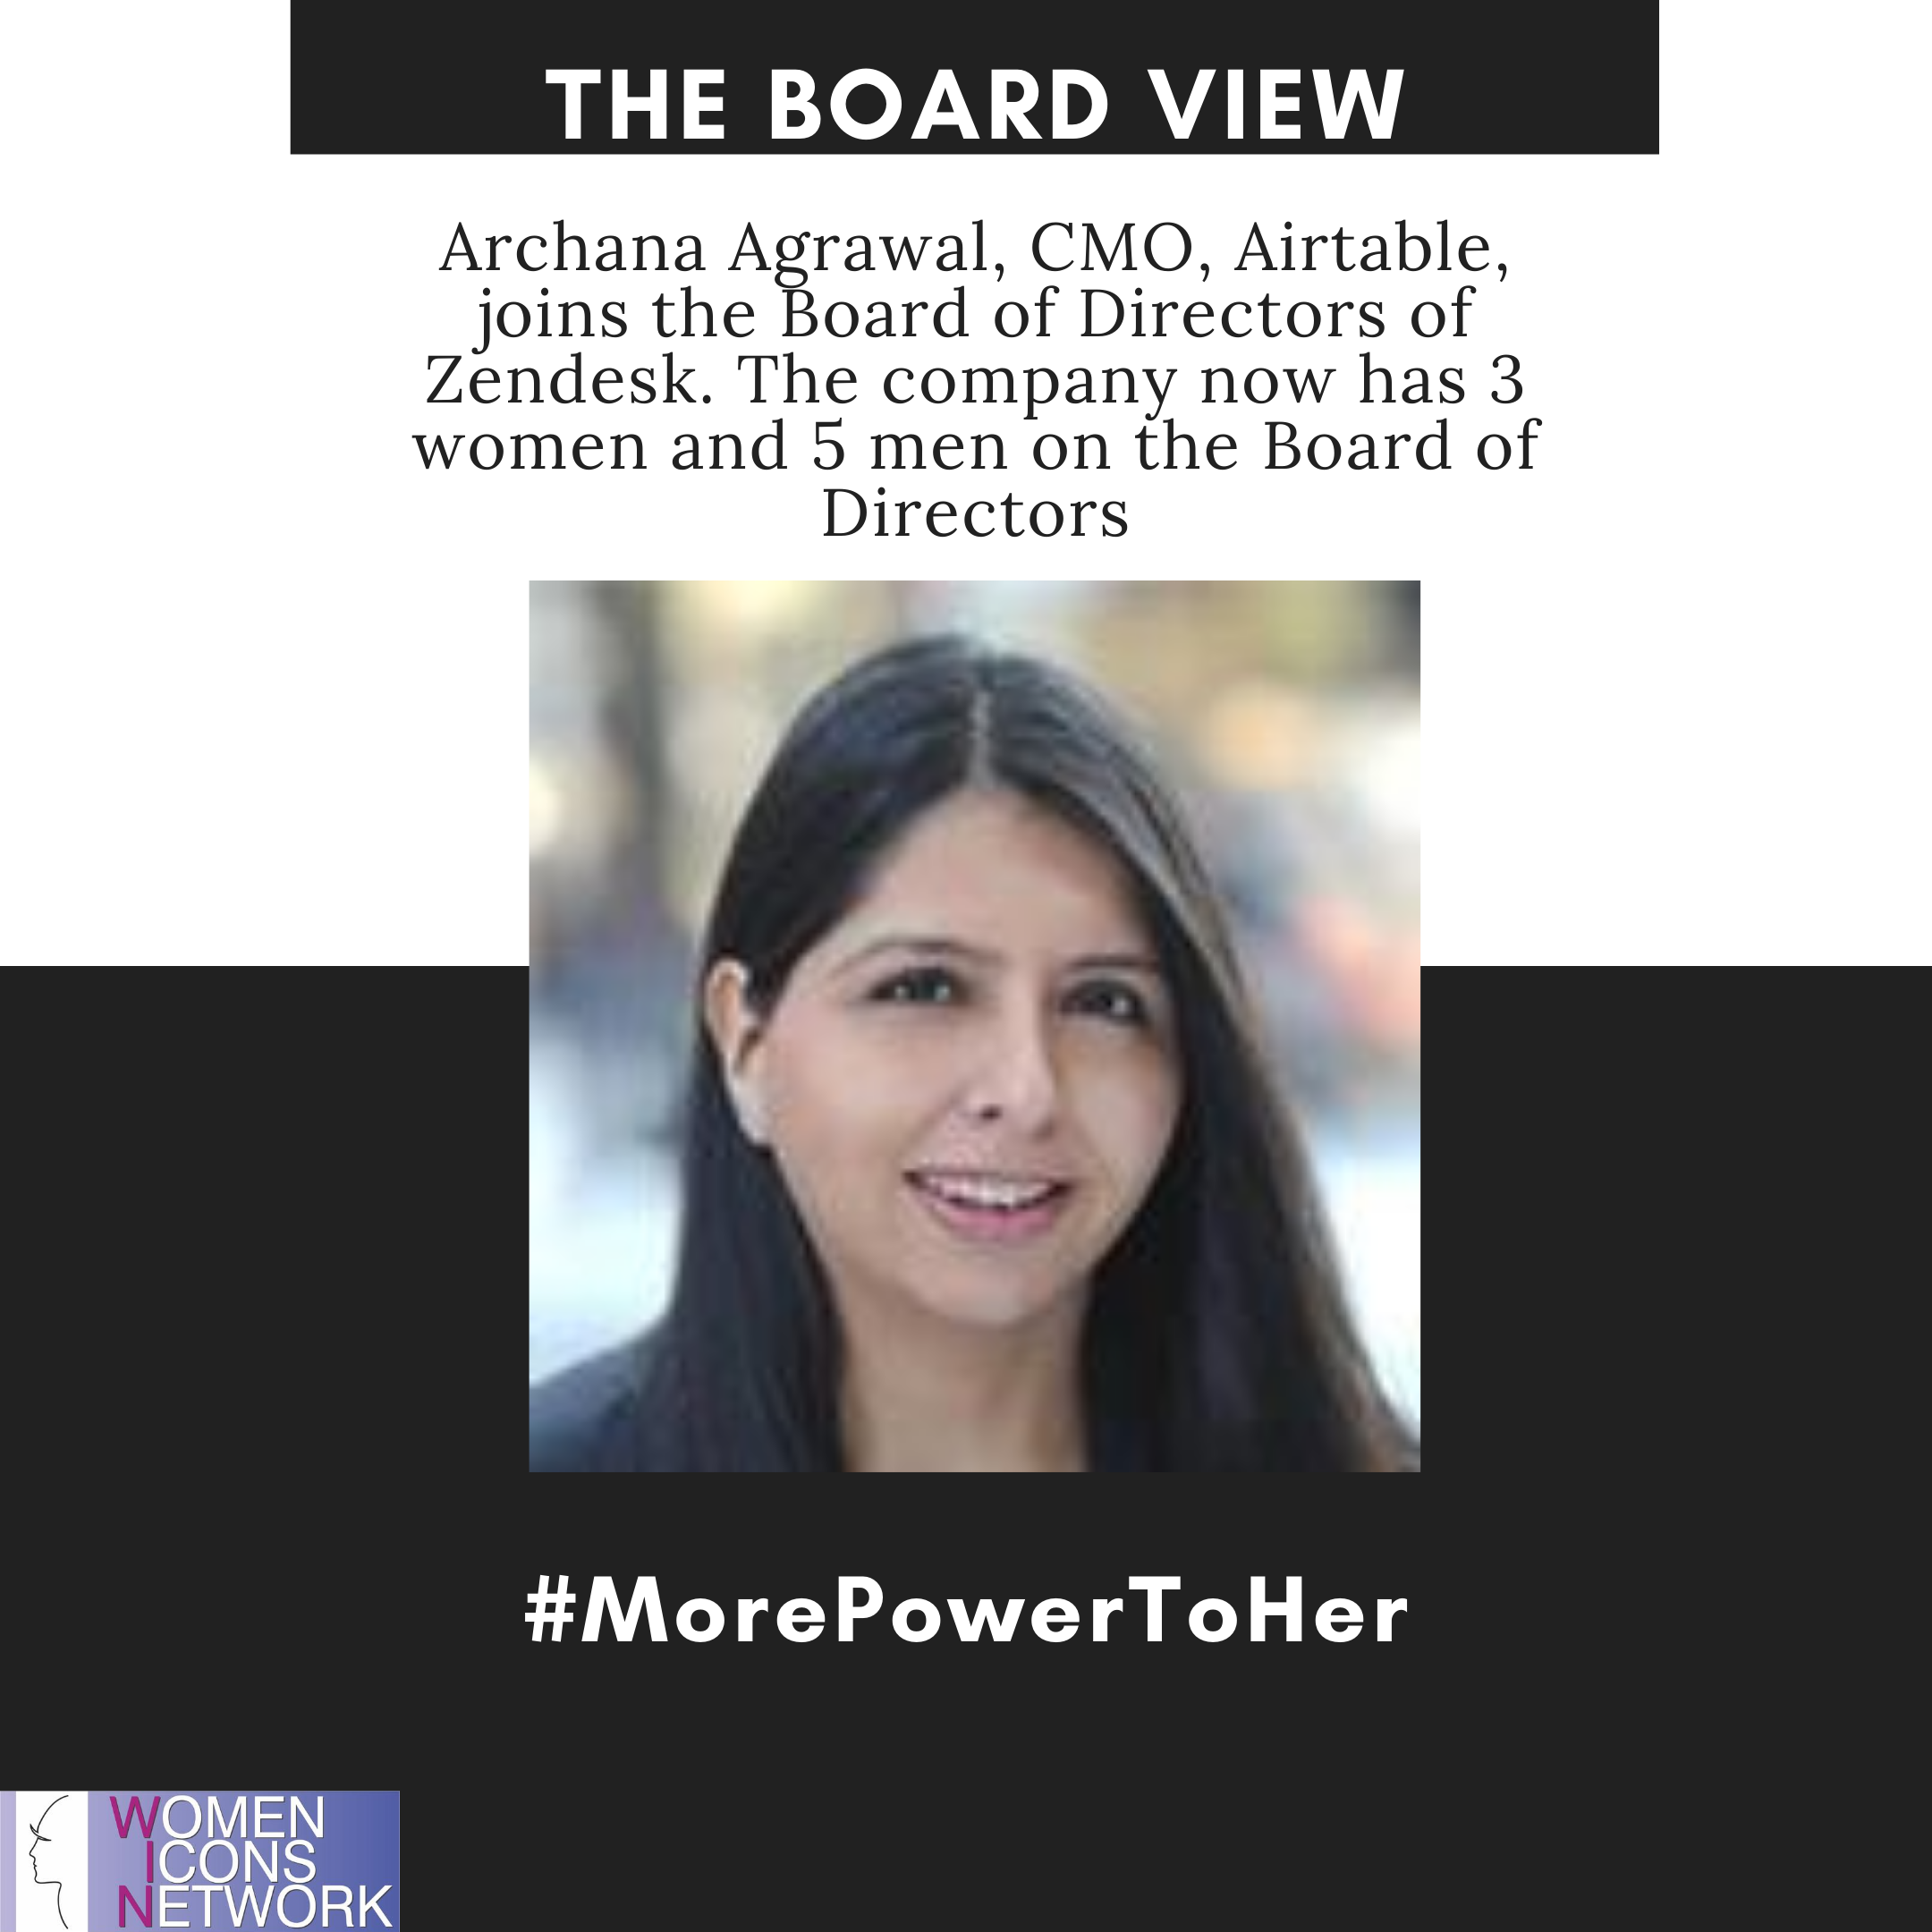 THE BOARD VIEW
Archana Agrawal, CMO, Airtable,
joins the Board of Directors of
Zendesk. The company now has 3
women and 5 men on the Board of
Directors
#MorePowerToHer
WOMEN
ICONS
NETWORK